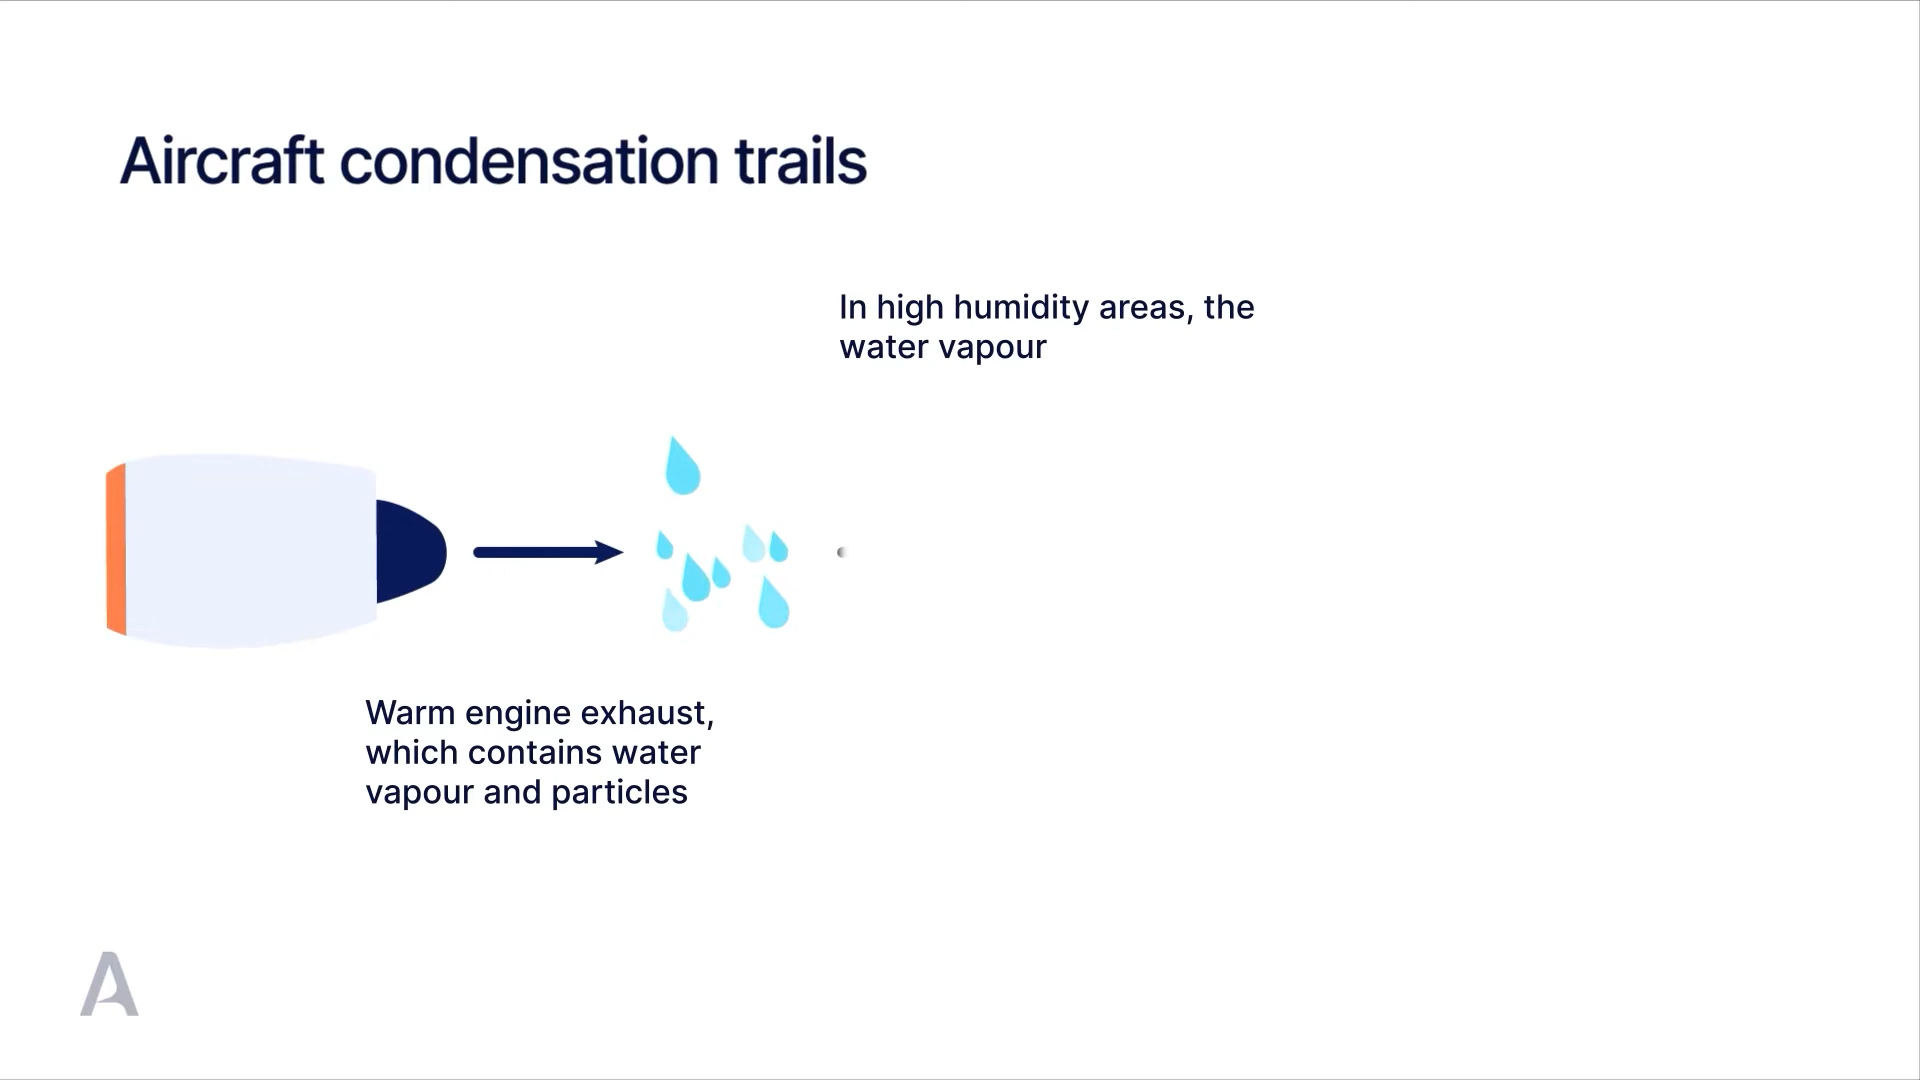 Aircraft condensation trails
In high humidity areas, the
water vapour
Warm engine exhaust,
which contains water
vapour and particles
A